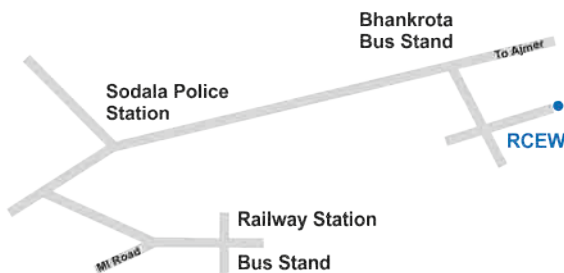 Bhankrota
Bus Stand
To Ajmer
Sodala Police
Station
RCEW
Railway Station
MI Road
Bus Stand